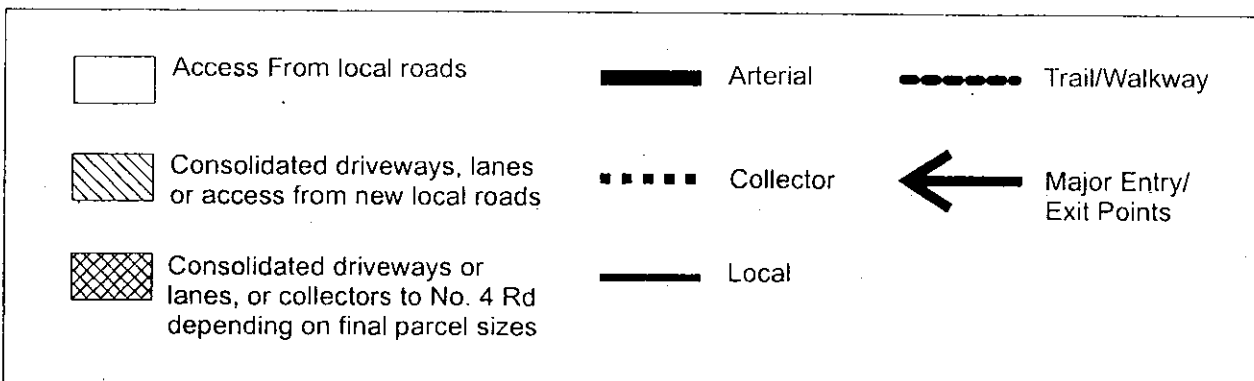 Access From local roads
Consolidated driveways, lanes
or access from new local roads
Consolidated driveways or
lanes, or collectors to No. 4 Rd
depending on final parcel sizes
Arterial
Collector
Local
Trail/Walkway
Major Entry/
Exit Points